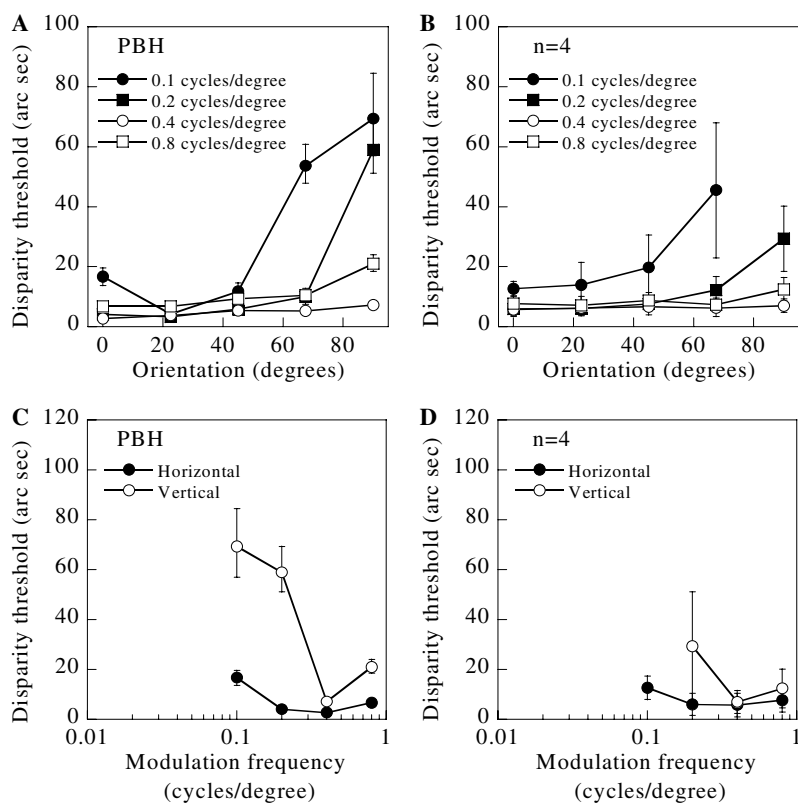 A
PBH
0.1 cycles/degree
0.2 cycles/degree
0.4 cycles/degree
0.8 cycles/degree
100
80
60
40
20
0
Disparity threshold (arc sec)
0 20 40 60 80
Orientation (degrees)
B
n=4
0.1 cycles/degree
0.2 cycles/degree
0.4 cycles/degree
0.8 cycles/degree
100
80
60
40
20
0
Disparity threshold (arc sec)
0 20 40 60 80
Orientation (degrees)
C
PBH
Horizontal
Vertical
120
100
80
60
40
20
0
Disparity threshold (arc sec)
0.01 0.1 1
Modulation frequency
(cycles/degree)
D
n=4
Horizontal
Vertical
120
100
80
60
40
20
0
Disparity threshold (arc sec)
0.01 0.1 1
Modulation frequency
(cycles/degree)